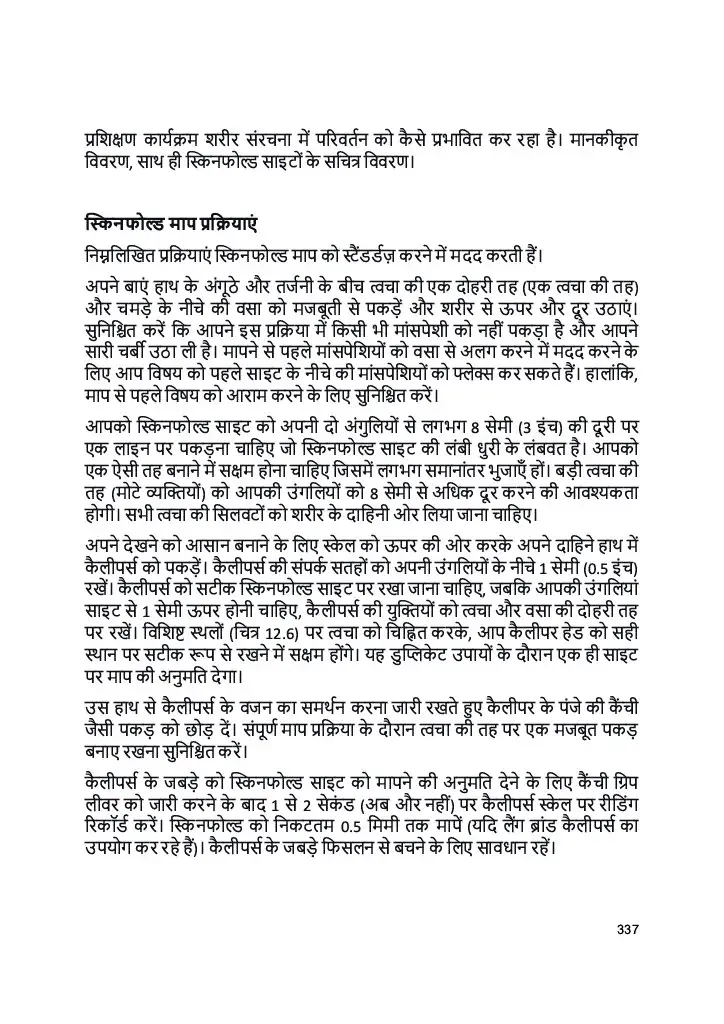 प्रशिक्षण कार्यक्रम शरीर संरचना में परिवर्तन को कैसे प्रभावित कर रहा है। मानकीकृत
विवरण, साथ ही स्किनफोल्ड साइटों के सचित्र विवरण।
स्किनफोल्ड माप प्रक्रियाएं
निम्नलिखित प्रक्रियाएं स्किनफोल्ड माप को स्टैंडर्डज़ करने में मदद करती हैं।
अपने बाएं हाथ के अंगूठे और तर्जनी के बीच त्वचा की एक दोहरी तह (एक त्वचा की तह)
और चमड़े के नीचे की वसा को मजबूती से पकड़ें और शरीर से ऊपर और दूर उठाएं।
सुनिश्चित करें कि आपने इस प्रक्रिया में किसी भी मांसपेशी को नहीं पकड़ा है और आपने
सारी चर्बी उठा ली है। मापने से पहले मांसपेशियों को वसा से अलग करने में मदद करने के
लिए आप विषय को पहले साइट के नीचे की मांसपेशियों को फ्लेक्स कर सकते हैं। हालांकि,
माप से पहले विषय को आराम करने के लिए सुनिश्चित करें।
आपको स्किनफोल्ड साइट को अपनी दो अंगुलियों से लगभग 8 सेमी (3 इंच) की दूरी पर
एक लाइन पर पकड़ना चाहिए जो स्किनफोल्ड साइट की लंबी धुरी के लंबवत है। आपको
एक ऐसी तह बनाने में सक्षम होना चाहिए जिसमें लगभग समानांतर भुजाएँ हों। बड़ी त्वचा की
तह (मोटे व्यक्तियों) को आपकी उंगलियों को 8 सेमी से अधिक दूर करने की आवश्यकता
होगी। सभी त्वचा की सिलवटों को शरीर के दाहिनी ओर लिया जाना चाहिए।
अपने देखने को आसान बनाने के लिए स्केल को ऊपर की ओर करके अपने दाहिने हाथ में
कैलीपर्स को पकड़ें। कैलीपर्स की संपर्क सतहों को अपनी उंगलियों के नीचे 1 सेमी (0.5 इंच)
रखें। कैलीपर्स को सटीक स्किनफोल्ड साइट पर रखा जाना चाहिए, जबकि आपकी उंगलियां
साइट से 1 सेमी ऊपर होनी चाहिए, कैलीपर्स की युक्तियों को त्वचा और वसा की दोहरी तह
पर रखें। विशिष्ट स्थलों (चित्र 12.6) पर त्वचा को चिह्नित करके, आप कैलीपर हेड को सही
स्थान पर सटीक रूप से रखने में सक्षम होंगे। यह डुप्लिकेट उपायों के दौरान एक ही साइट
पर माप की अनुमति देगा।
उस हाथ से कैलीपर्स के वजन का समर्थन करना जारी रखते हुए कैलीपर के पंजे की कैंची
जैसी पकड़ को छोड़ दें। संपूर्ण माप प्रक्रिया के दौरान त्वचा की तह पर एक मजबूत पकड़
बनाए रखना सुनिश्चित करें।
कैलीपर्स के जबड़े को स्किनफोल्ड साइट को मापने की अनुमति देने के लिए कैंची ग्रिप
लीवर को जारी करने के बाद 1 से 2 सेकंड (अब और नहीं) पर कैलीपर्स स्केल पर रीडिंग
रिकॉर्ड करें। स्किनफोल्ड को निकटतम 0.5 मिमी तक मापें (यदि लैंग ब्रांड कैलीपर्स का
उपयोग कर रहे हैं)। कैलीपर्स के जबड़े फिसलन से बचने के लिए सावधान रहें।
337